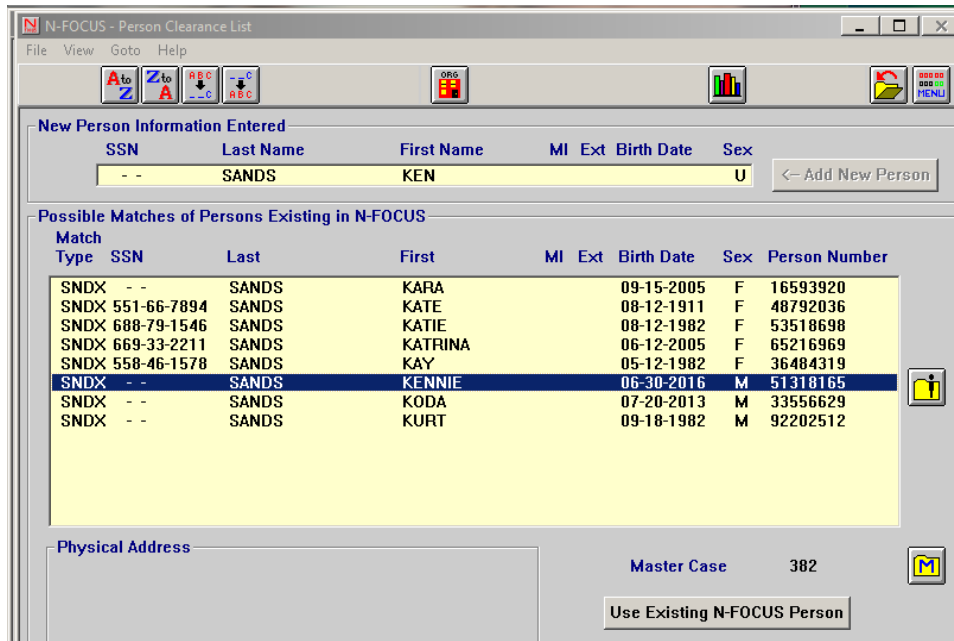 N-FOCUS - Person Clearance List
File View Goto Help
A to Z Z to A ABC --C --C ABC ORG MENU
New Person Information Entered
SSN Last Name First Name MI Ext Birth Date Sex
- - SANDS KEN U <- Add New Person
Possible Matches of Persons Existing in N-FOCUS
Match
Type SSN Last First MI Ext Birth Date Sex Person Number
SNDX - - SANDS KARA 09-15-2005 F 16593920
SNDX 551-66-7894 SANDS KATE 08-12-1911 F 48792036
SNDX 688-79-1546 SANDS KATIE 08-12-1982 F 53518698
SNDX 669-33-2211 SANDS KATRINA 06-12-2005 F 65216969
SNDX 558-46-1578 SANDS KAY 05-12-1982 F 36484319
SNDX - - SANDS KENNIE 06-30-2016 M 51318165
SNDX - - SANDS KODA 07-20-2013 M 33556629
SNDX - - SANDS KURT 09-18-1982 M 92202512
Physical Address
Master Case 382 M
Use Existing N-FOCUS Person